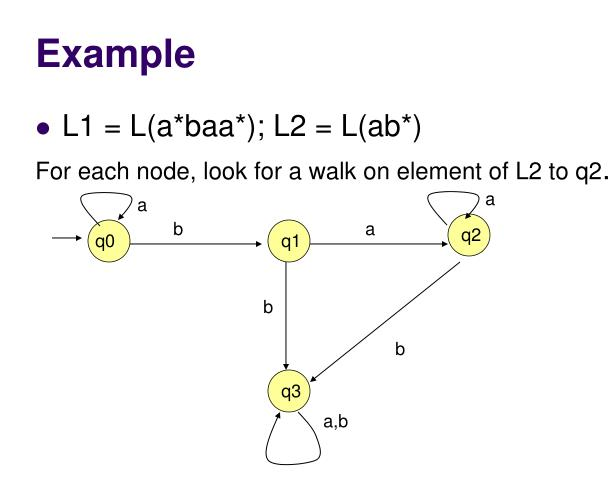 Example
L1 = L(a*baa*); L2 = L(ab*)
For each node, look for a walk on element of L2 to q2.
a
a
q0
b
q1
a
q2
b
b
q3
a,b